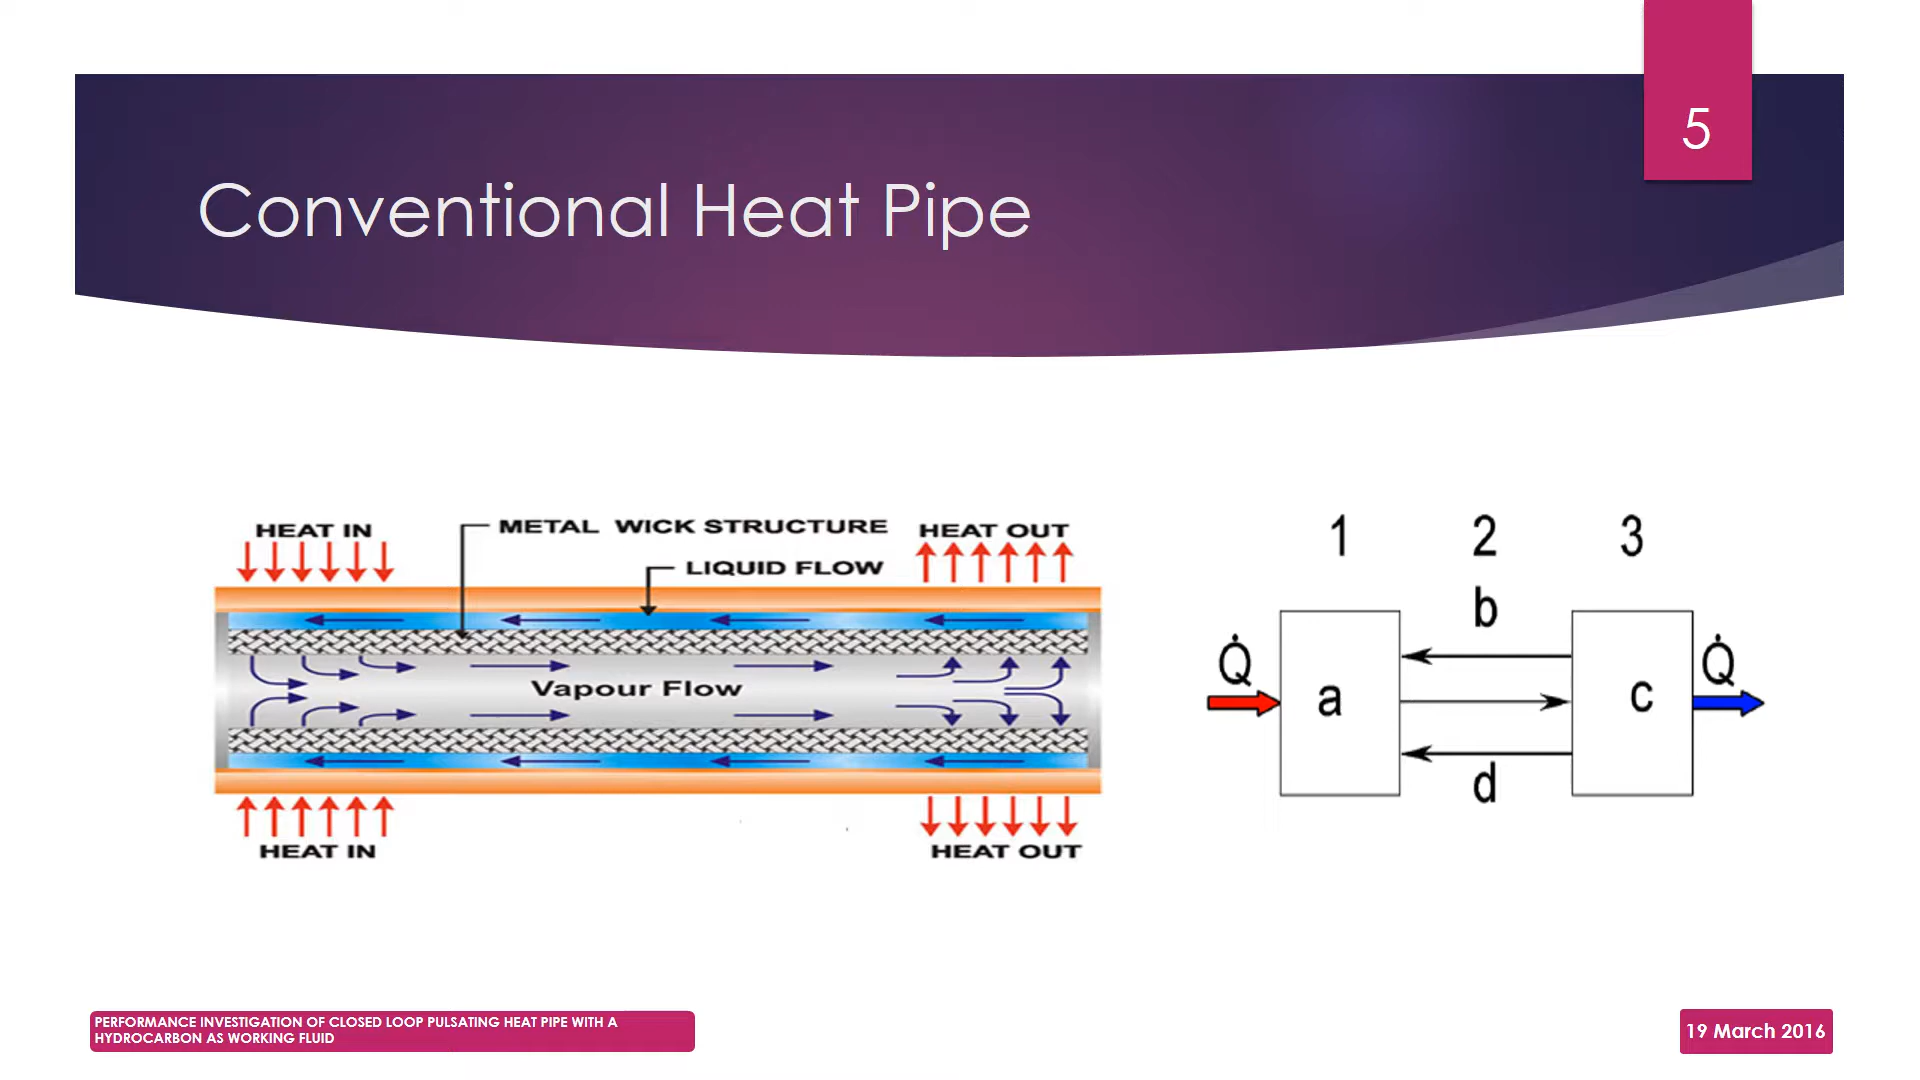 5
Conventional Heat Pipe
HEAT IN
METAL WICK STRUCTURE
HEAT OUT
LIQUID FLOW
Vapour Flow
HEAT IN
HEAT OUT
1 2 3
b
Q̇ a c Q̇
d
PERFORMANCE INVESTIGATION OF CLOSED LOOP PULSATING HEAT PIPE WITH A
HYDROCARBON AS WORKING FLUID
19 March 2016